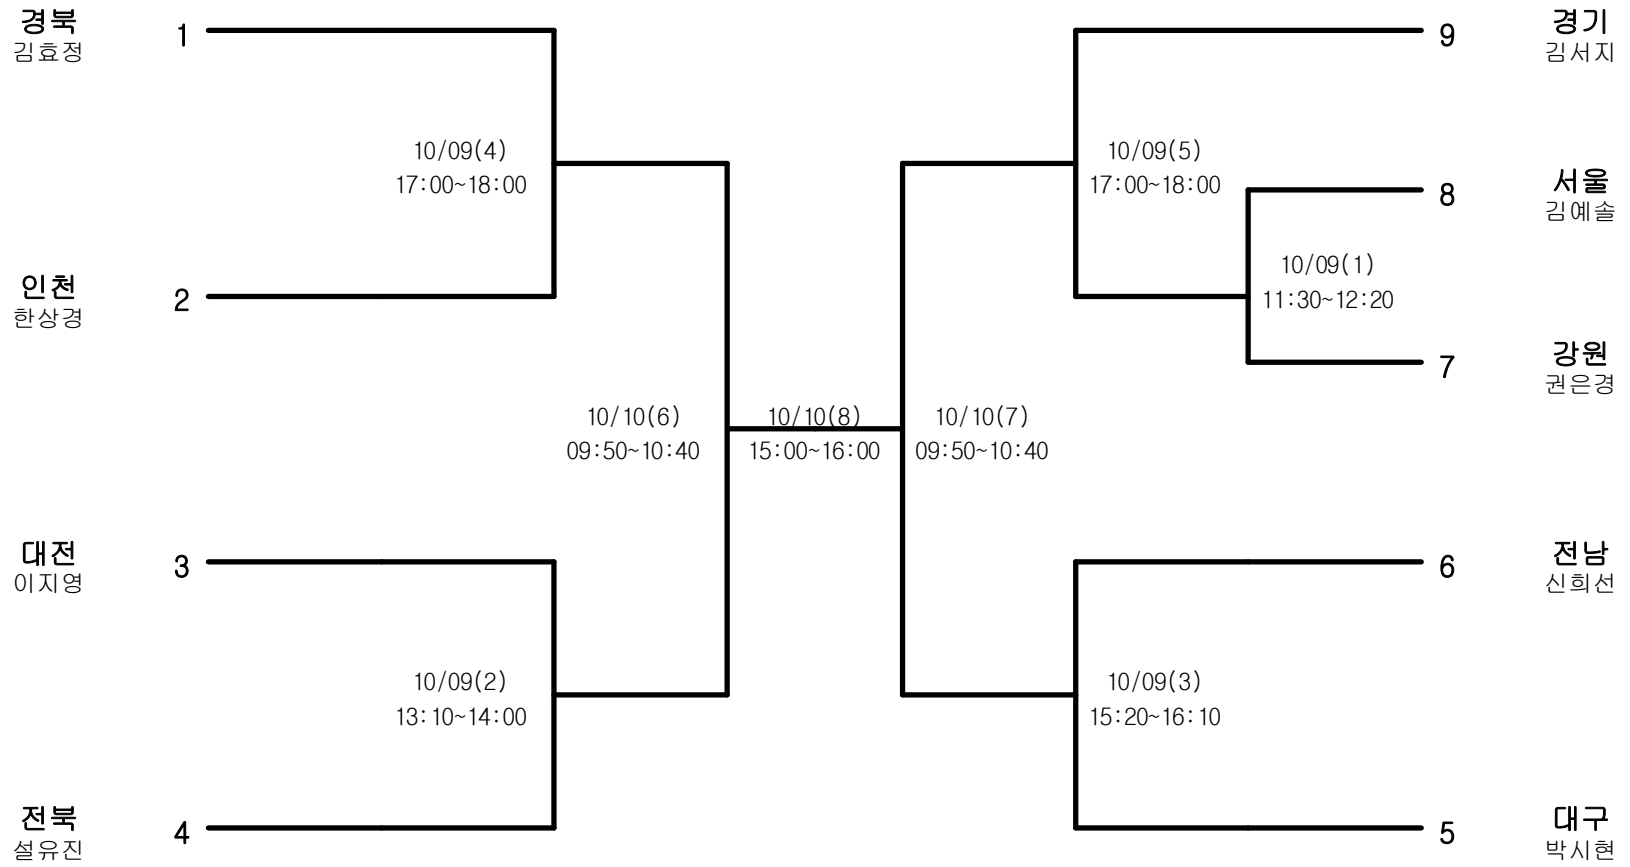 경북
김효정
1
9
경기
김서지
10/09(4)
17:00~18:00
10/09(5)
17:00~18:00
8
서울
김예솔
10/09(1)
11:30~12:20
인천
한상경
2
7
강원
권은경
10/10(6)
09:50~10:40
10/10(8)
15:00~16:00
10/10(7)
09:50~10:40
대전
이지영
3
6
전남
신희선
10/09(2)
13:10~14:00
10/09(3)
15:20~16:10
전북
설유진
4
5
대구
박시현